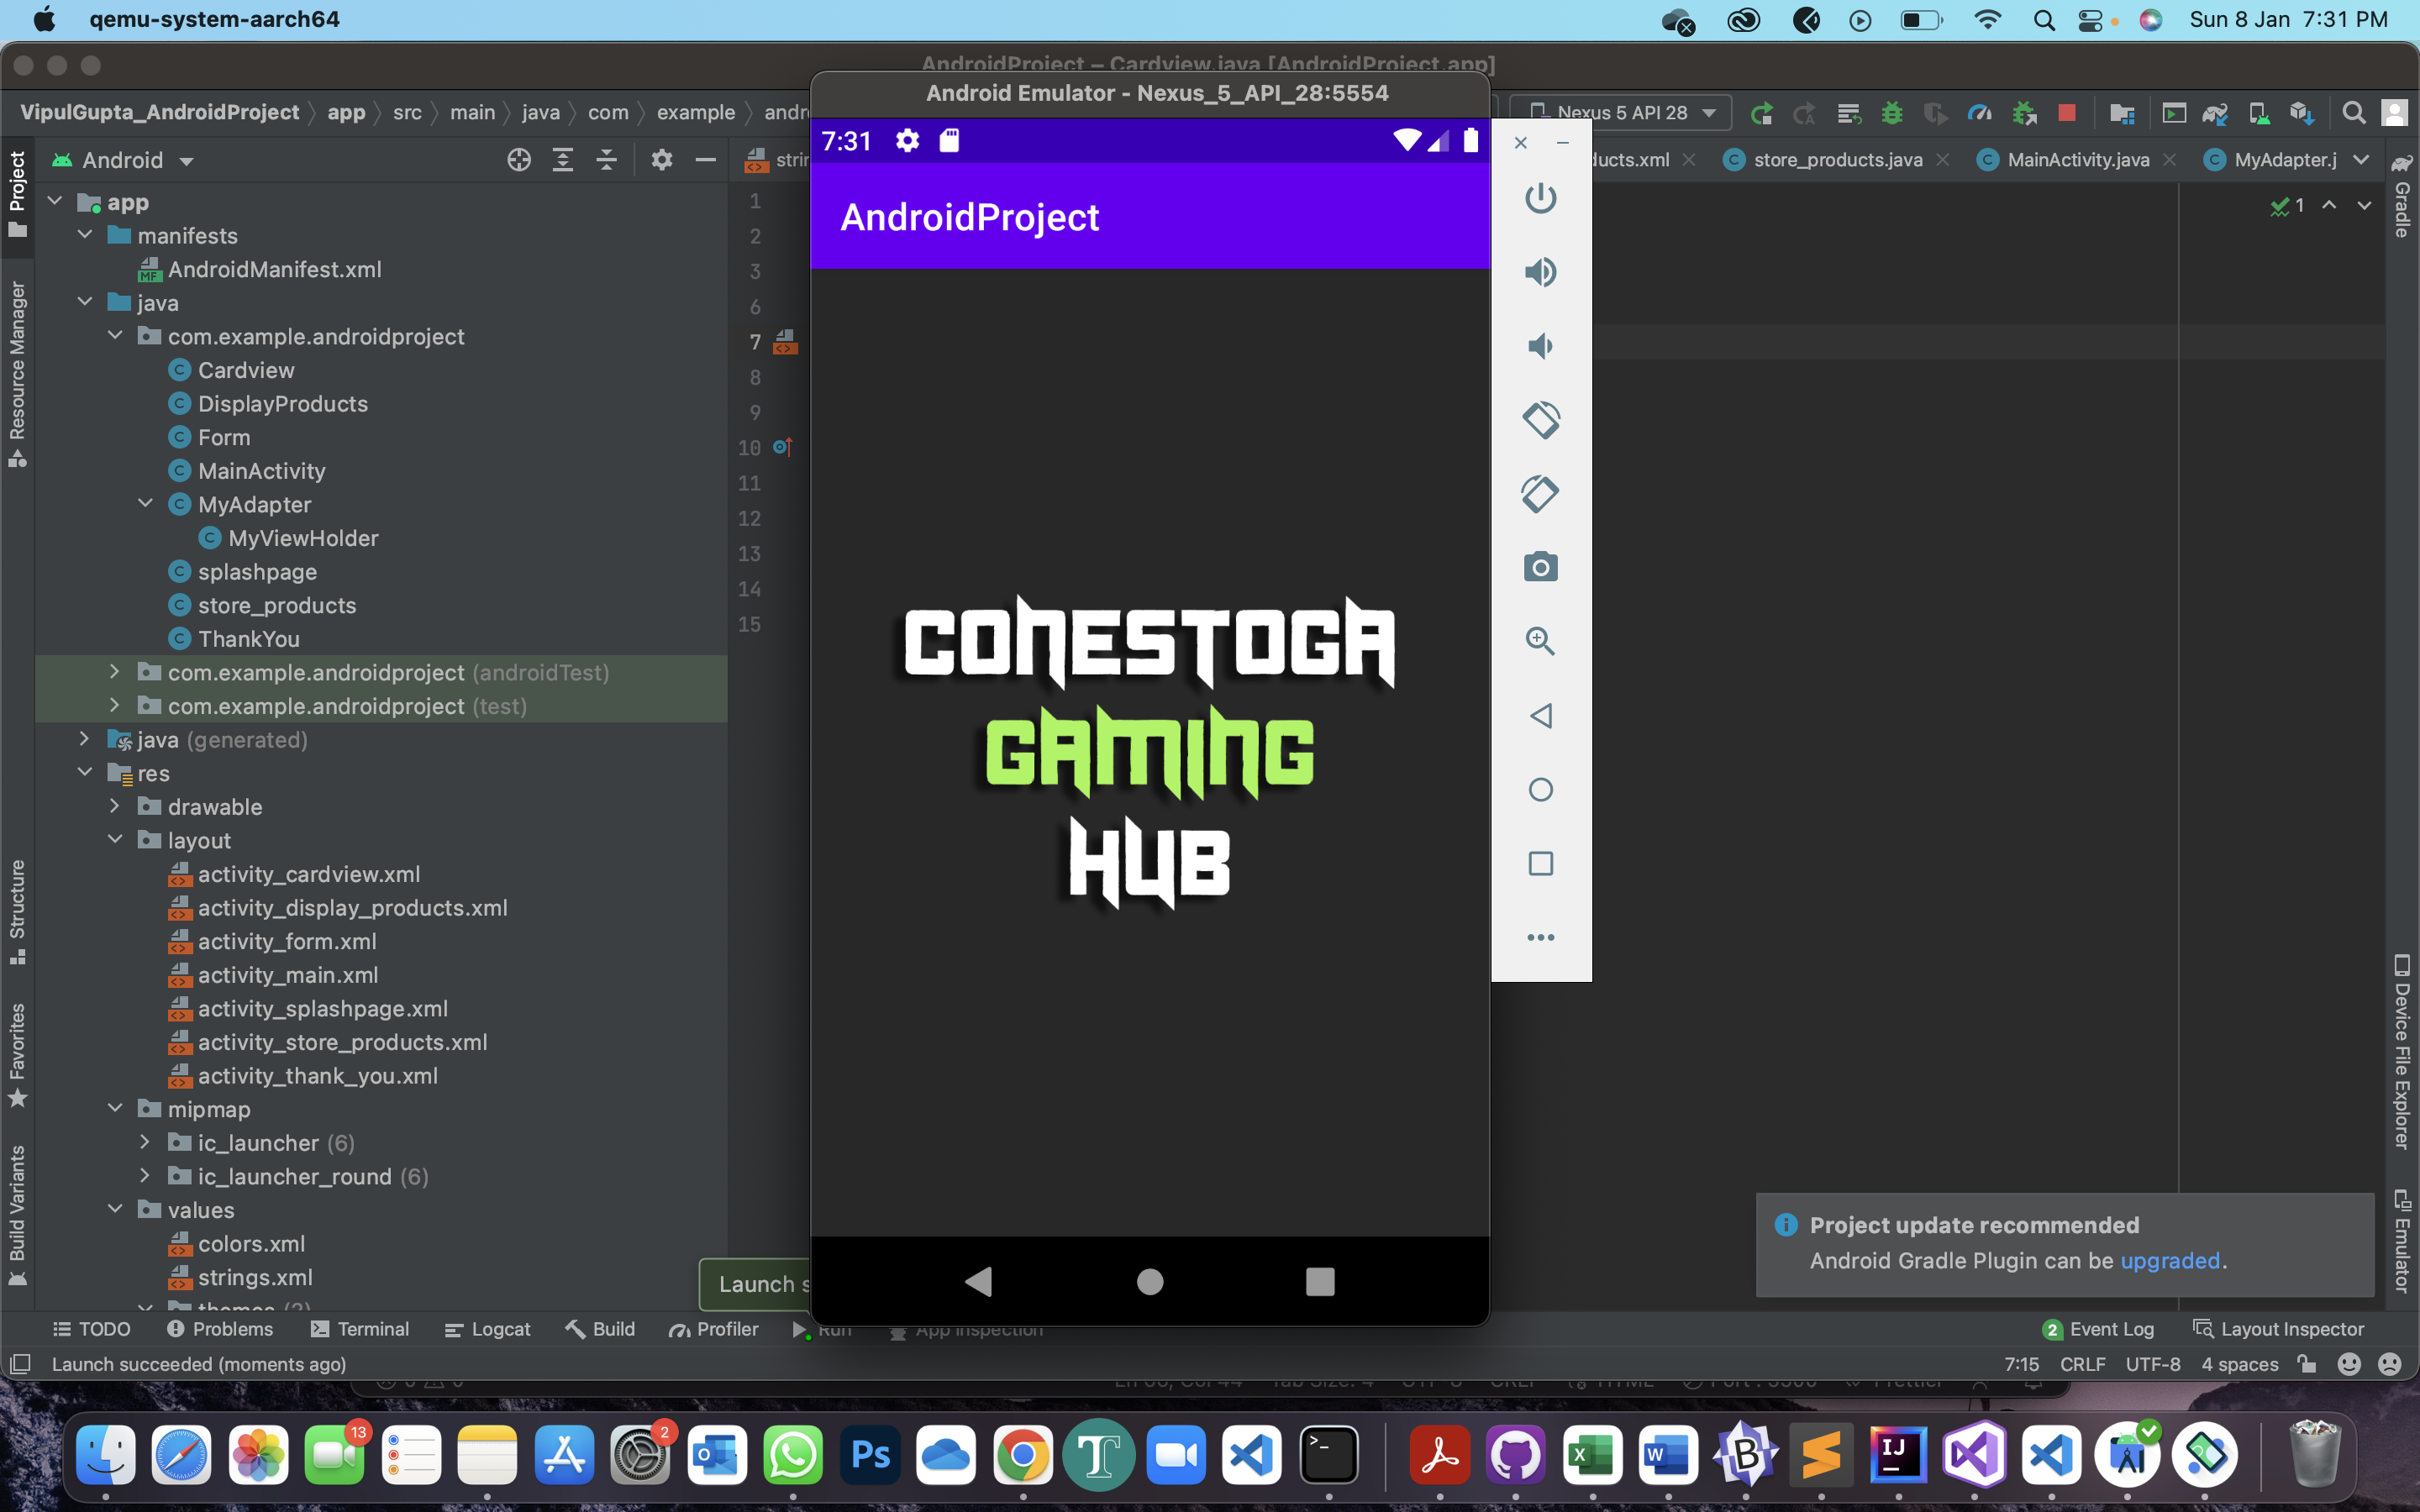 qemu-system-aarch64
Sun 8 Jan 7:31 PM
AndroidProject – Cardview.java [AndroidProject.app]
Android Emulator - Nexus_5_API_28:5554
VipulGupta_AndroidProject
app
src
main
java
com
example
Nexus 5 API 28
7:31
Project
Android
store_products.java
MainActivity.java
MyAdapter.j
ucts.xml
AndroidProject
1
Gradle
app
manifests
AndroidManifest.xml
MF
java
com.example.androidproject
Cardview
DisplayProducts
Form
MainActivity
MyAdapter
MyViewHolder
splashpage
store_products
ThankYou
com.example.androidproject (androidTest)
com.example.androidproject (test)
java (generated)
res
drawable
layout
activity_cardview.xml
activity_display_products.xml
activity_form.xml
activity_main.xml
activity_splashpage.xml
activity_store_products.xml
activity_thank_you.xml
mipmap
ic_launcher (6)
ic_launcher_round (6)
values
colors.xml
strings.xml
themes (2)
Resource Manager
Structure
Favorites
Build Variants
1
2
3
6
7
8
9
10
11
12
13
14
15
CONESTOGA
GAMING
HUB
Device File Explorer
Emulator
Project update recommended
Android Gradle Plugin can be upgraded.
Launch s
TODO
Problems
Terminal
Logcat
Build
Profiler
Run
App Inspection
2 Event Log
Layout Inspector
Launch succeeded (moments ago)
7:15 CRLF UTF-8 4 spaces
13
2
Ps
T
X
W
B
IJ